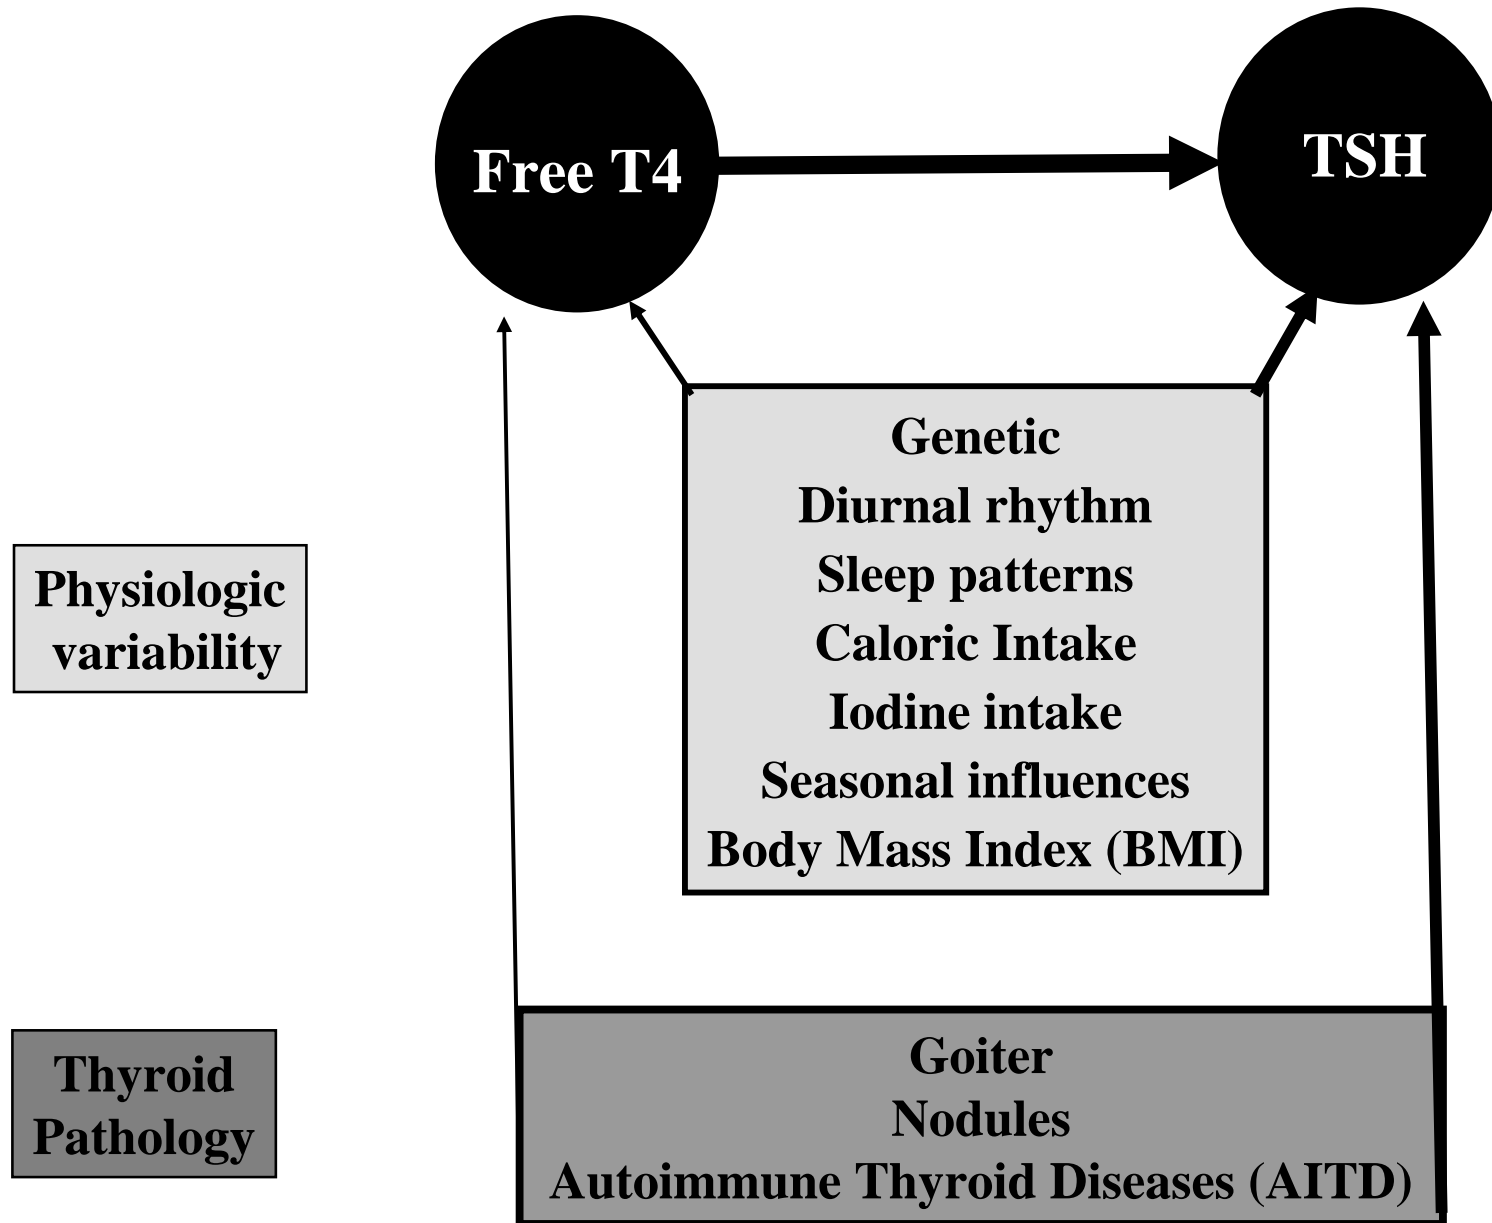 Free T4
TSH
Genetic
Diurnal rhythm
Sleep patterns
Caloric Intake
Iodine intake
Seasonal influences
Body Mass Index (BMI)
Physiologic
variability
Thyroid
Pathology
Goiter
Nodules
Autoimmune Thyroid Diseases (AITD)